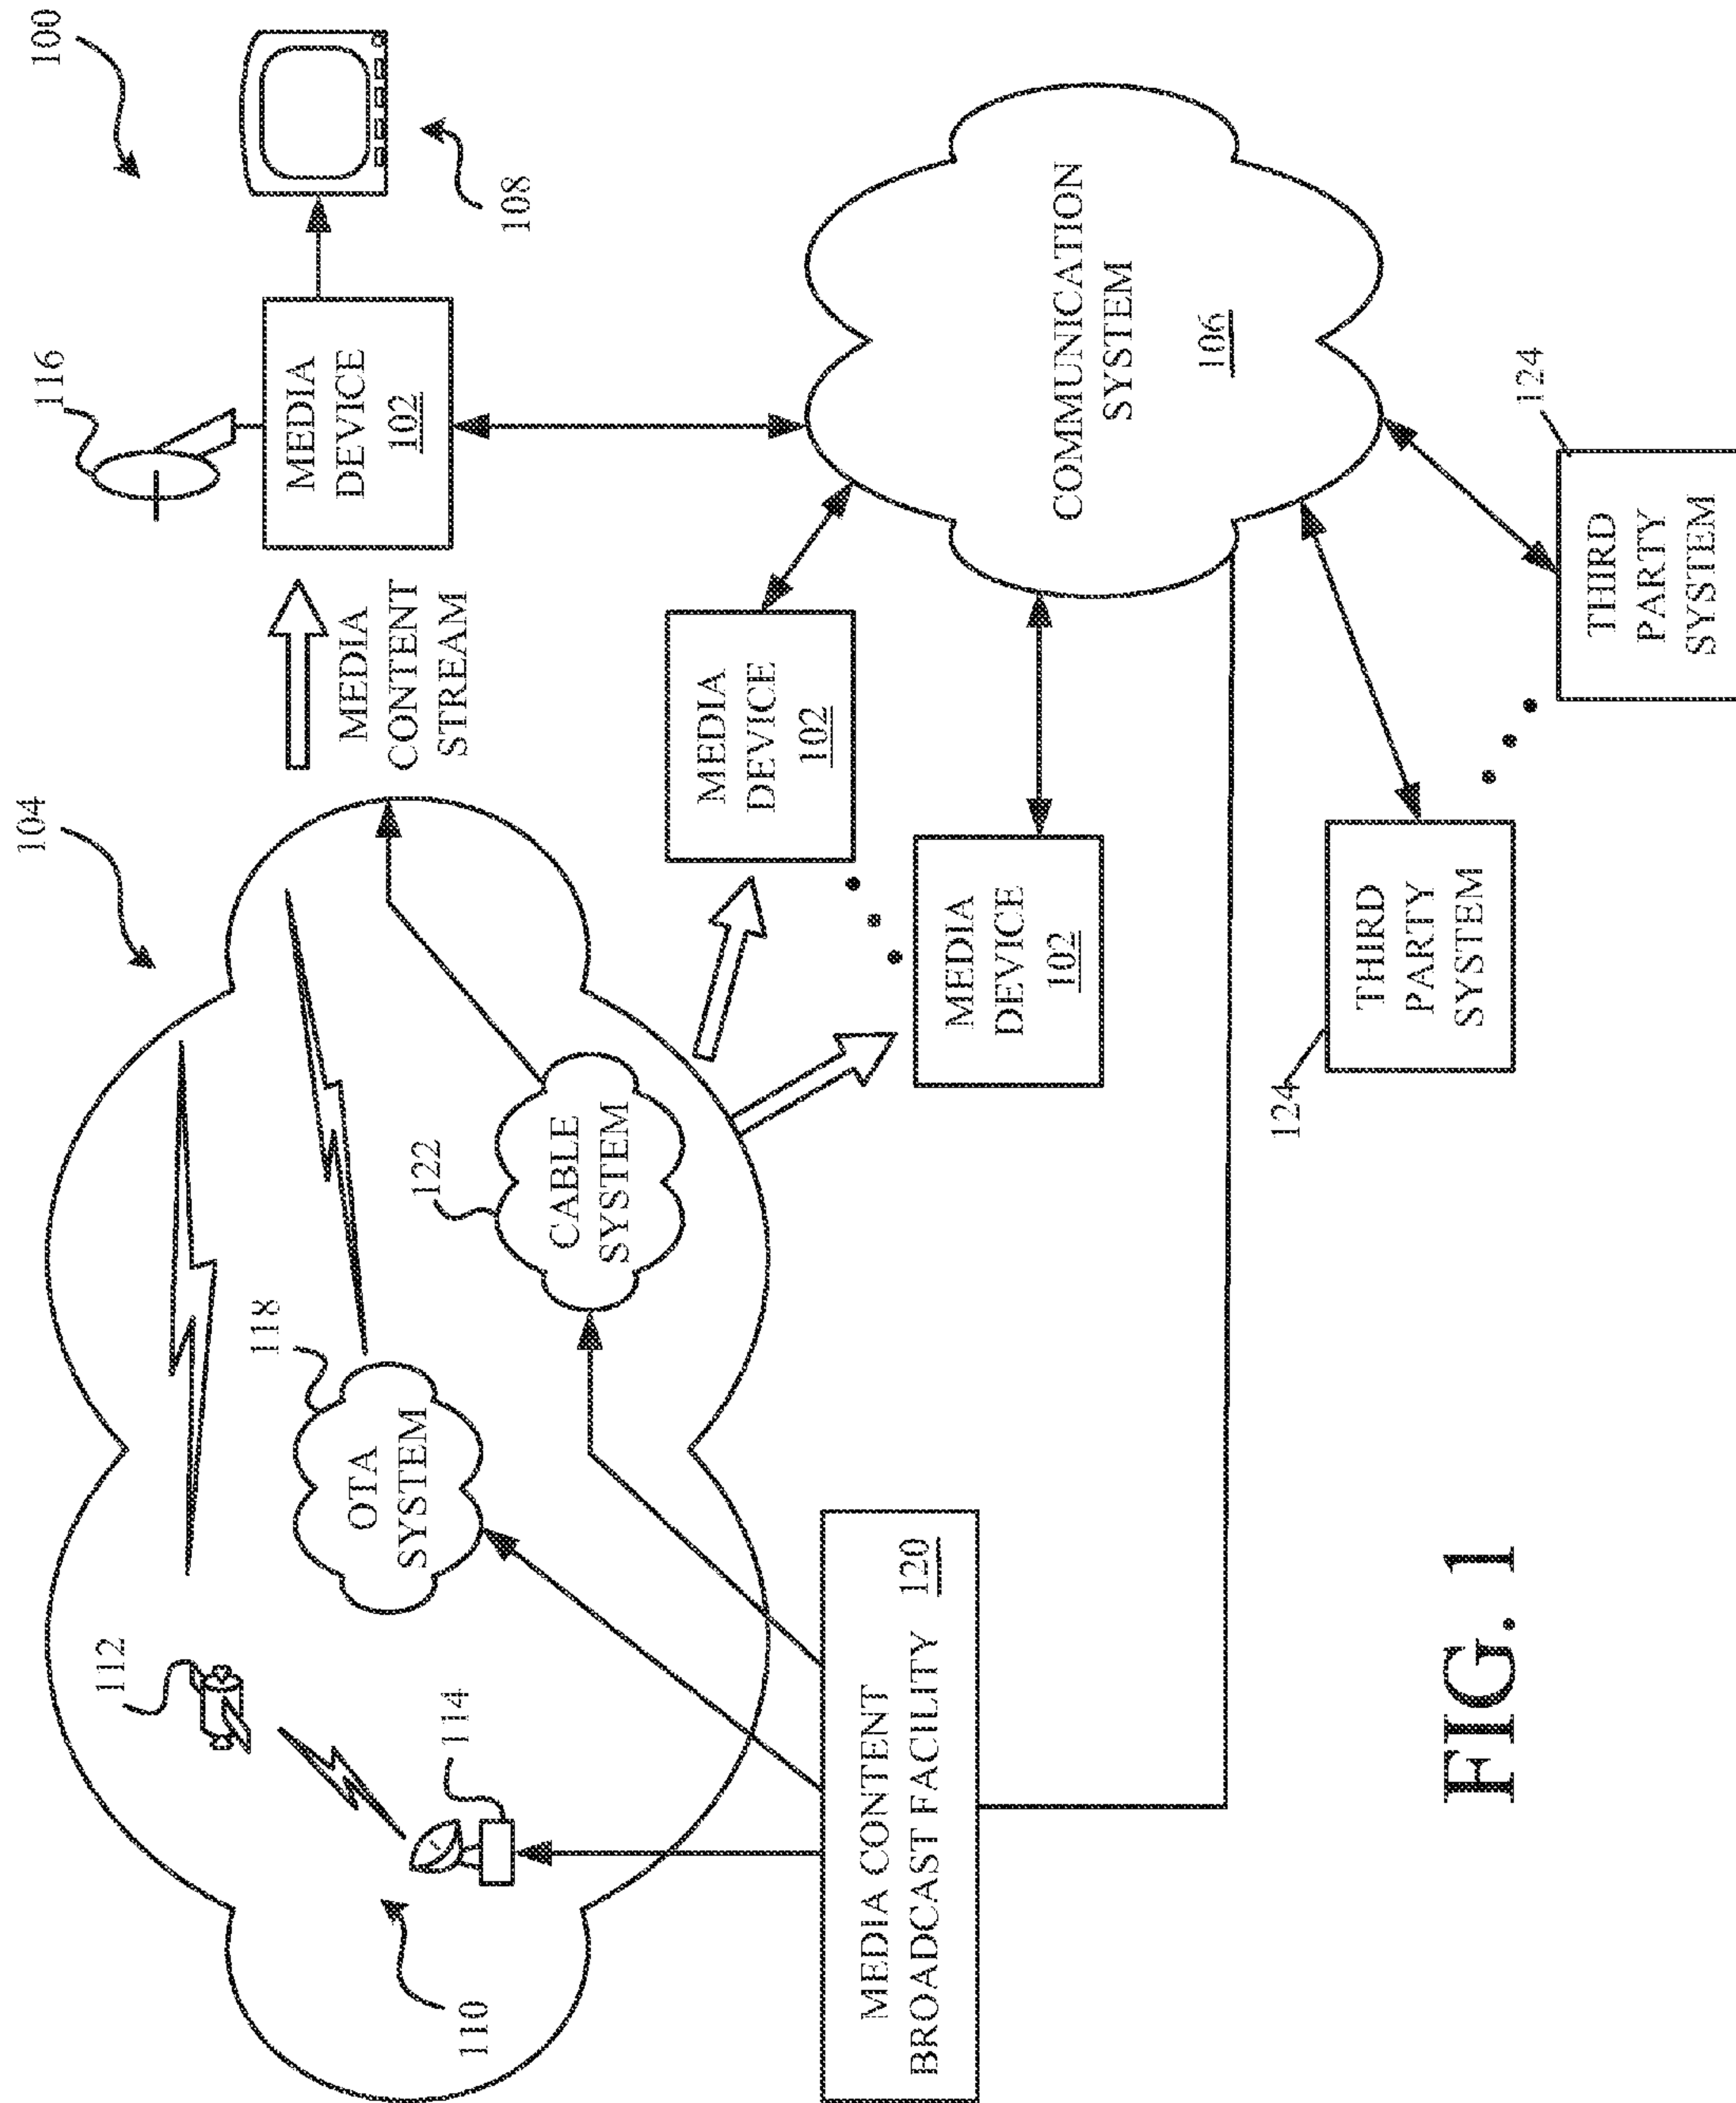 100
116
104
MEDIA
DEVICE
102
108
MEDIA
CONTENT
STREAM
112
118
OTA
SYSTEM
122
CABLE
SYSTEM
114
110
MEDIA
DEVICE
102
MEDIA
DEVICE
102
COMMUNICATION
SYSTEM
106
MEDIA CONTENT
BROADCAST FACILITY 120
124
THIRD
PARTY
SYSTEM
124
THIRD
PARTY
SYSTEM
FIG. 1